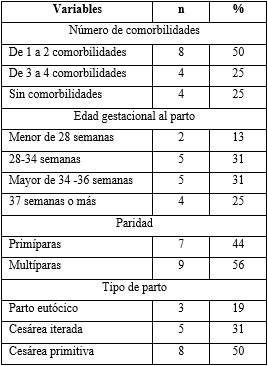 Variables n %
Número de comorbilidades
De 1 a 2 comorbilidades 8 50
De 3 a 4 comorbilidades 4 25
Sin comorbilidades 4 25
Edad gestacional al parto
Menor de 28 semanas 2 13
28-34 semanas 5 31
Mayor de 34 -36 semanas 5 31
37 semanas o más 4 25
Paridad
Primíparas 7 44
Multíparas 9 56
Tipo de parto
Parto eutócico 3 19
Cesárea iterada 5 31
Cesárea primitiva 8 50